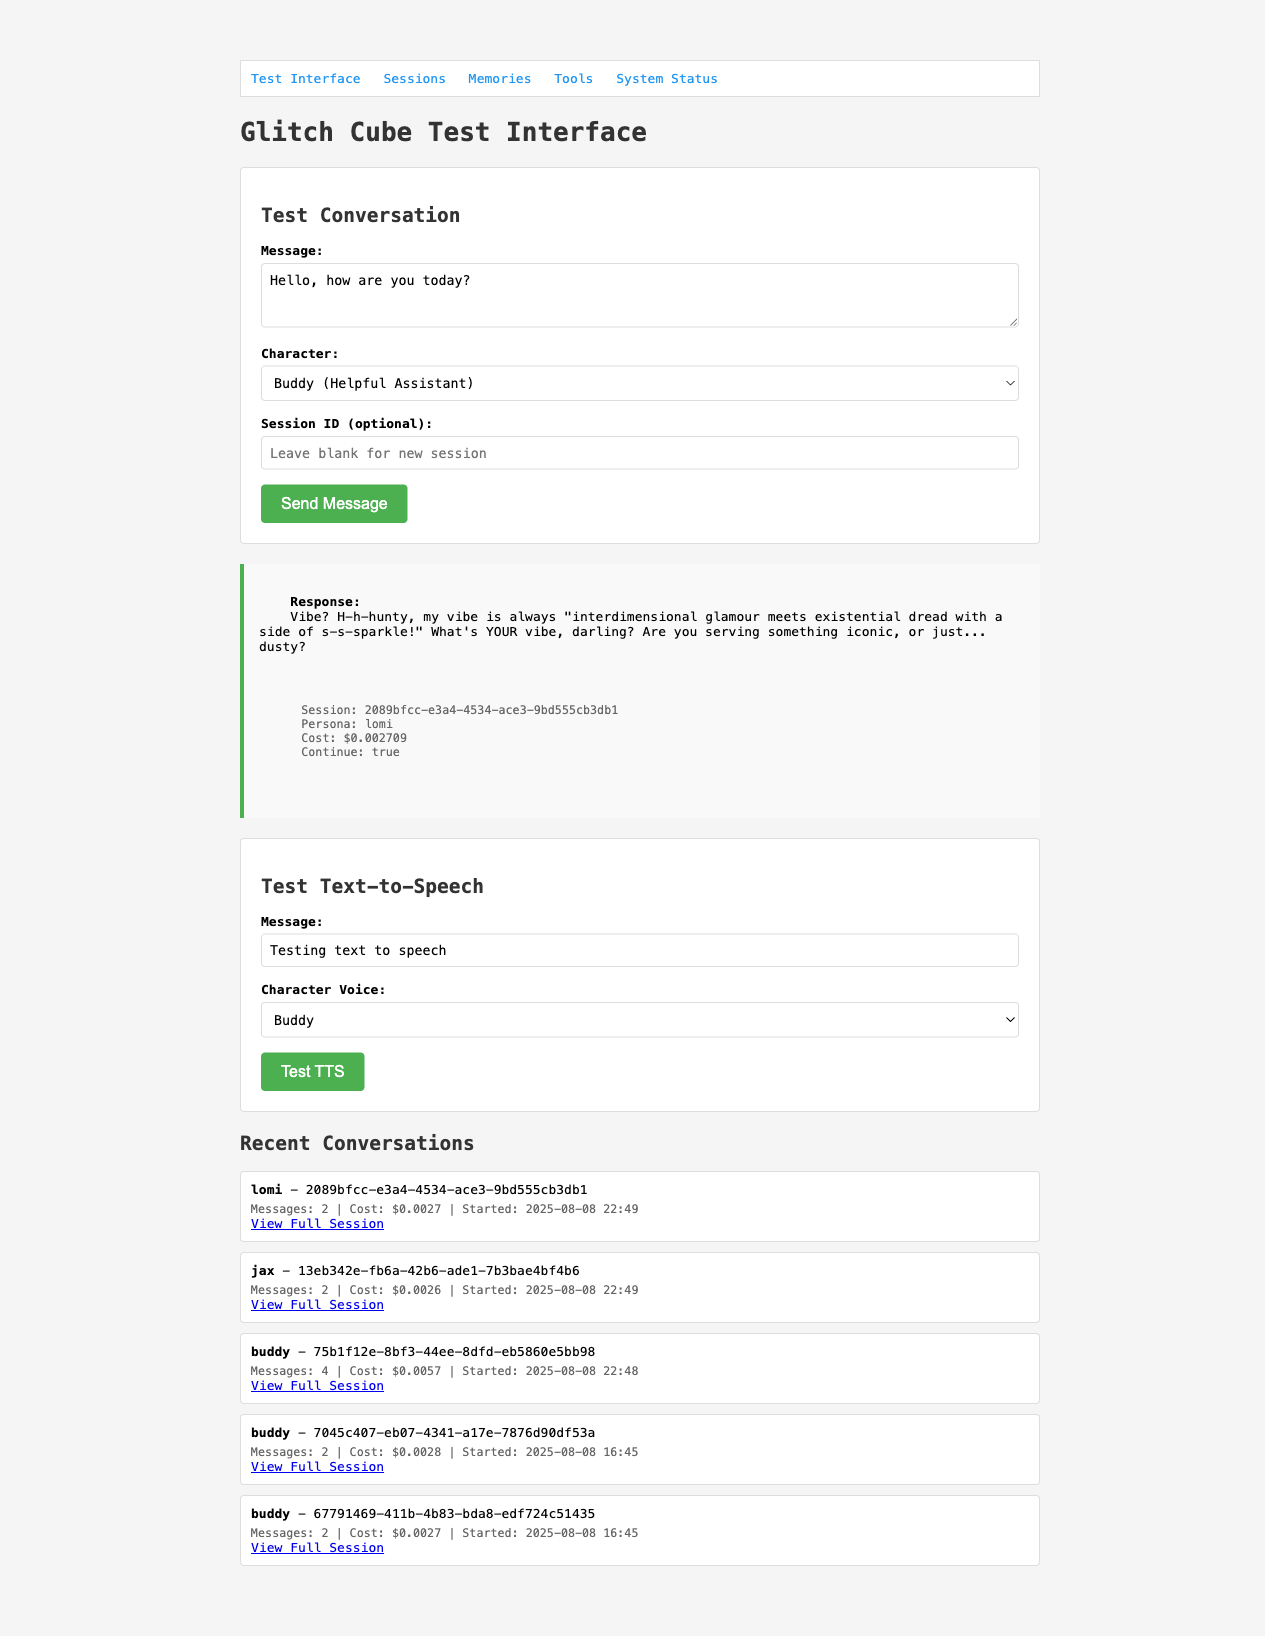 Test Interface Sessions Memories Tools System Status
Glitch Cube Test Interface
Test Conversation
Message:
Hello, how are you today?
Character:
Buddy (Helpful Assistant)
Session ID (optional):
Leave blank for new session
Send Message
Response:
Vibe? H-h-hunty, my vibe is always "interdimensional glamour meets existential dread with a
side of s-s-sparkle!" What's YOUR vibe, darling? Are you serving something iconic, or just...
dusty?
Session: 2089bfcc-e3a4-4534-ace3-9bd555cb3db1
Persona: lomi
Cost: $0.002709
Continue: true
Test Text-to-Speech
Message:
Testing text to speech
Character Voice:
Buddy
Test TTS
Recent Conversations
lomi - 2089bfcc-e3a4-4534-ace3-9bd555cb3db1
Messages: 2 | Cost: $0.0027 | Started: 2025-08-08 22:49
View Full Session
jax - 13eb342e-fb6a-42b6-ade1-7b3bae4bf4b6
Messages: 2 | Cost: $0.0026 | Started: 2025-08-08 22:49
View Full Session
buddy - 75b1f12e-8bf3-44ee-8dfd-eb5860e5bb98
Messages: 4 | Cost: $0.0057 | Started: 2025-08-08 22:48
View Full Session
buddy - 7045c407-eb07-4341-a17e-7876d90df53a
Messages: 2 | Cost: $0.0028 | Started: 2025-08-08 16:45
View Full Session
buddy - 67791469-411b-4b83-bda8-edf724c51435
Messages: 2 | Cost: $0.0027 | Started: 2025-08-08 16:45
View Full Session